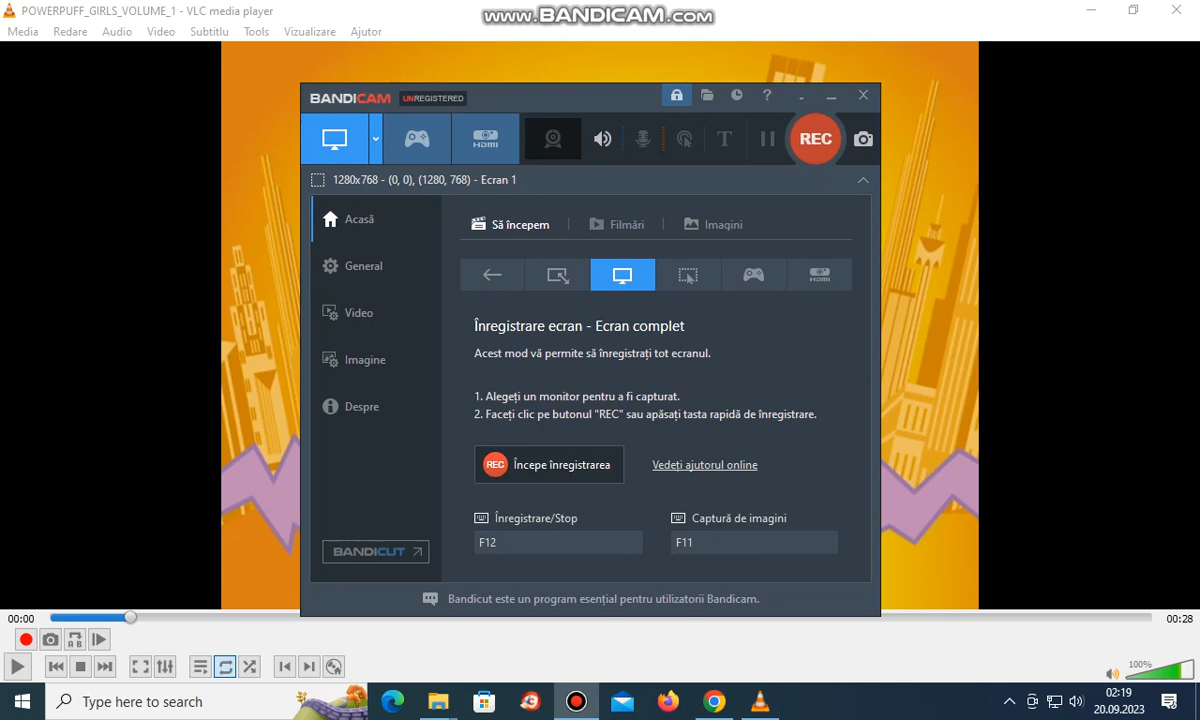 POWERPUFF_GIRLS_VOLUME_1 - VLC media player
www.BANDICAM.com
Media Redare Audio Video Subtitlu Tools Vizualizare Ajutor
BANDICAM UNREGISTERED
HDMI
REC
1280x768 - (0, 0), (1280, 768) - Ecran 1
Acasă
General
Video
Imagine
Despre
BANDICUT
Să începem
Filmări
Imagini
HDMI
Înregistrare ecran - Ecran complet
Acest mod vă permite să înregistrați tot ecranul.
1. Alegeți un monitor pentru a fi capturat.
2. Faceți clic pe butonul "REC" sau apăsați tasta rapidă de înregistrare.
REC Începe înregistrarea
Vedeti ajutorul online
Înregistrare/Stop
Captură de imagini
F12
F11
Bandicut este un program esențial pentru utilizatorii Bandicam.
00:00
00:28
A B
100%
Type here to search
02:19
20.09.2023